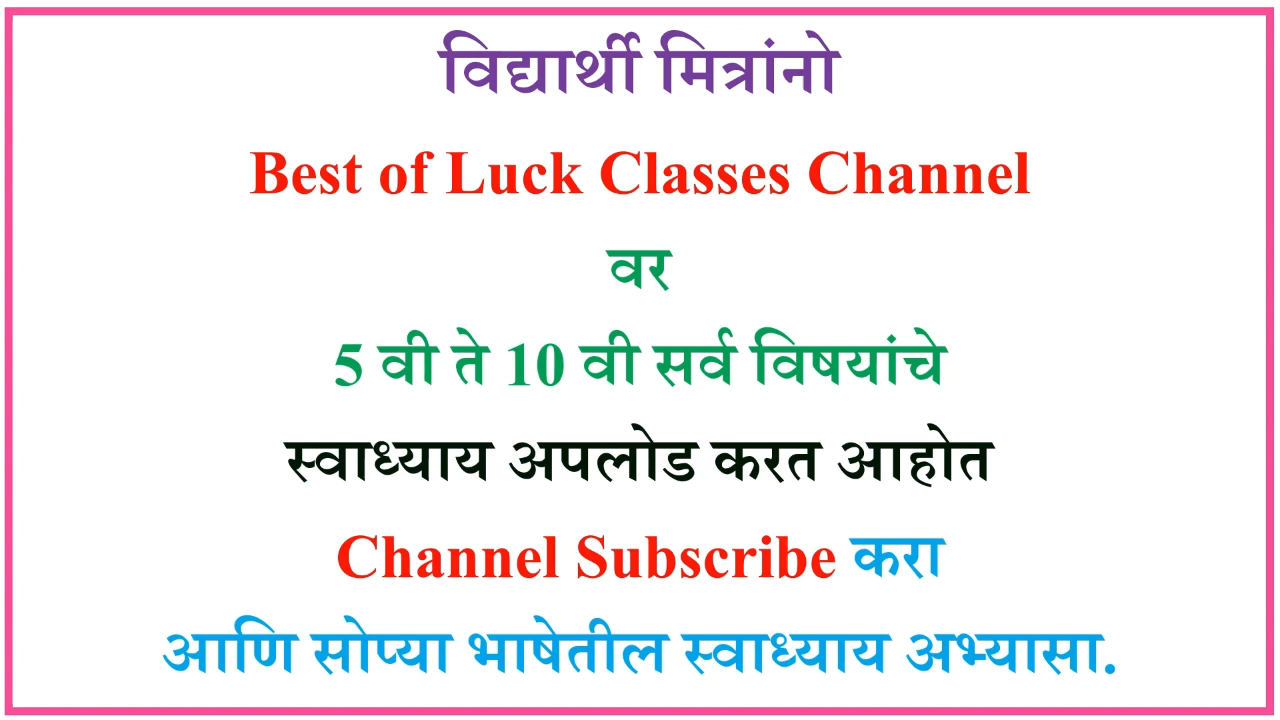 विद्यार्थी मित्रांनो
Best of Luck Classes Channel
वर
5 वी ते 10 वी सर्व विषयांचे
स्वाध्याय अपलोड करत आहोत
Channel Subscribe करा
आणि सोप्या भाषेतील स्वाध्याय अभ्यासा.